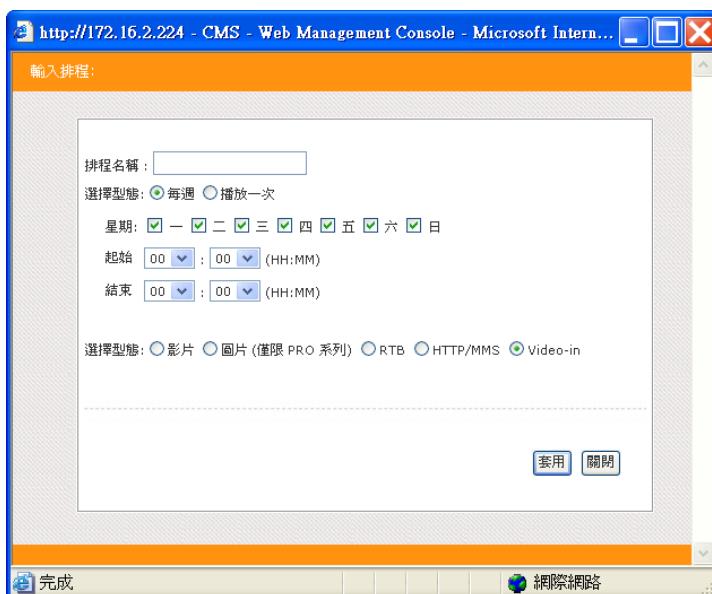 http://172.16.2.224 - CMS - Web Management Console - Microsoft Intern...
輸入排程:
排程名稱 :
選擇型態: 每週 播放一次
星期: 一 二 三 四 五 六 日
起始 00 : 00 (HH:MM)
結束 00 : 00 (HH:MM)
選擇型態: 影片 圖片 (僅限 PRO 系列) RTB HTTP/MMS Video-in
套用 關閉
完成 網際網路